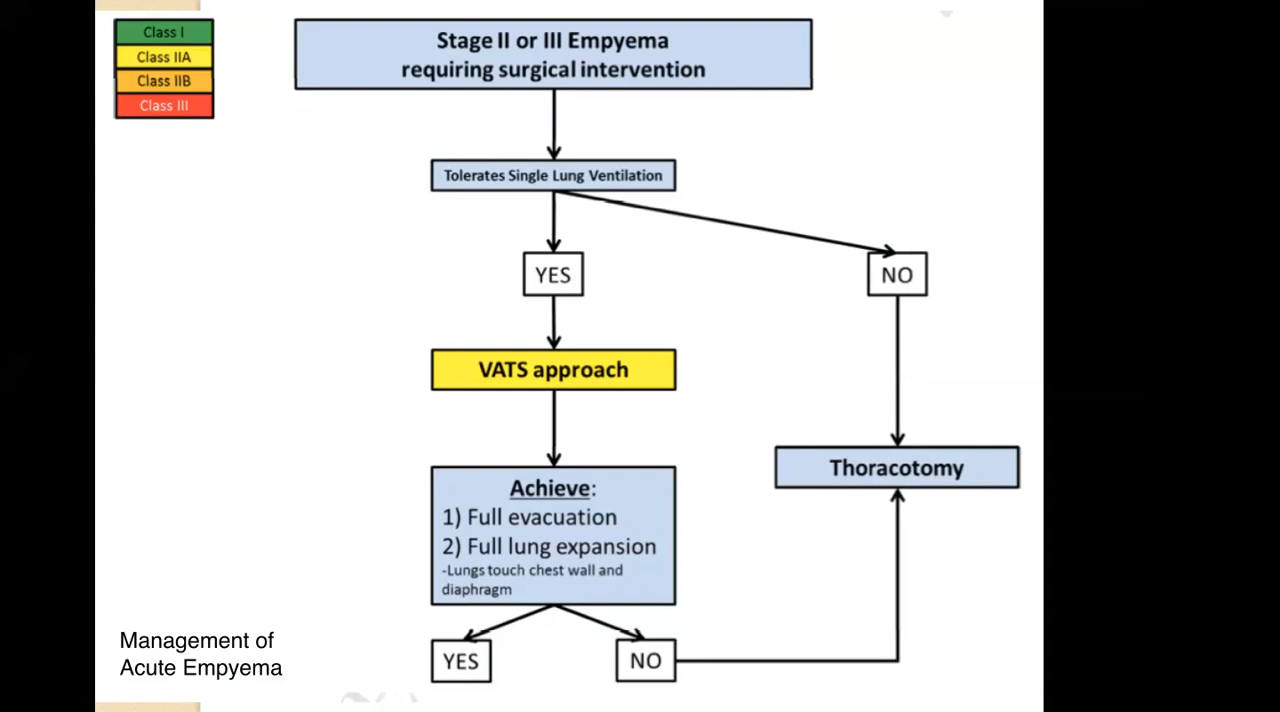 Class I
Class IIA
Class IIB
Class III
Stage II or III Empyema
requiring surgical intervention
Tolerates Single Lung Ventilation
YES
NO
VATS approach
Thoracotomy
Achieve:
1) Full evacuation
2) Full lung expansion
-Lungs touch chest wall and
diaphragm
YES
NO
Management of
Acute Empyema